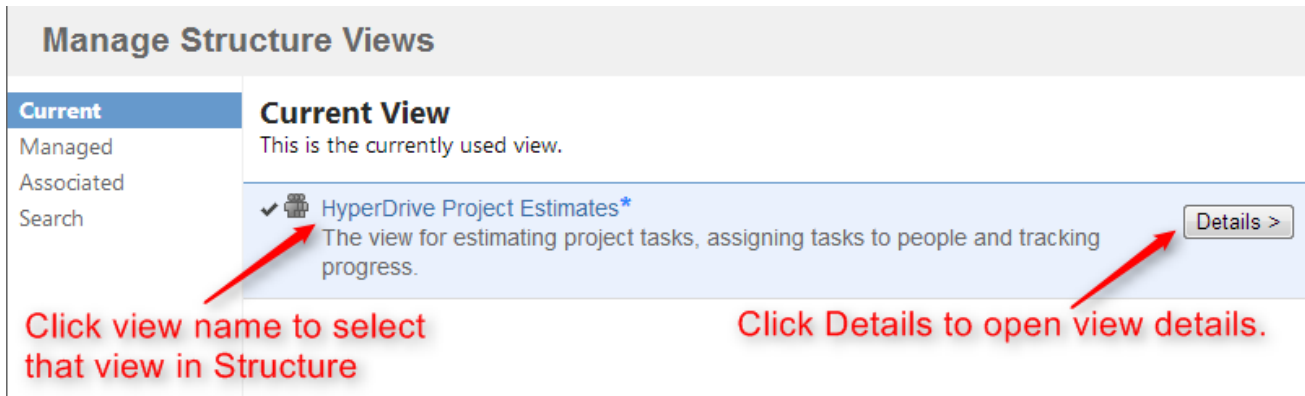 Manage Structure Views
Current
Managed
Associated
Search
Current View
This is the currently used view.
HyperDrive Project Estimates*
The view for estimating project tasks, assigning tasks to people and tracking
progress.
Details >
Click view name to select
that view in Structure
Click Details to open view details.